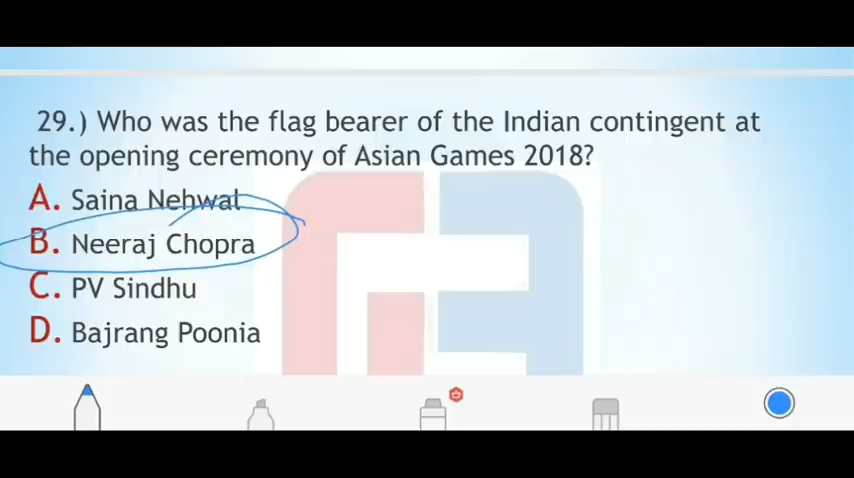 29.) Who was the flag bearer of the Indian contingent at
the opening ceremony of Asian Games 2018?
A. Saina Nehwal
B. Neeraj Chopra
C. PV Sindhu
D. Bajrang Poonia